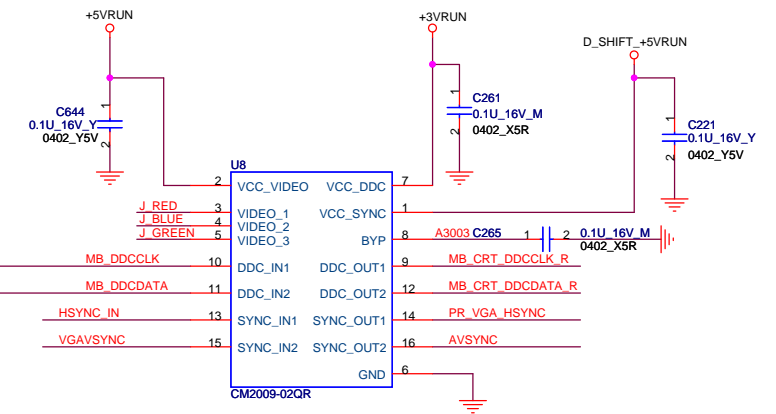 +5VRUN
+3VRUN
D_SHIFT_+5VRUN
1
C644
0.1U_16V_Y
0402_Y5V
2
1
C261
0.1U_16V_M
0402_X5R
2
1
C221
0.1U_16V_Y
0402_Y5V
2
U8
2 VCC_VIDEO VCC_DDC 7
J_RED 3 VIDEO_1 VCC_SYNC 1
J_BLUE 4 VIDEO_2
J_GREEN 5 VIDEO_3 BYP 8 A3003 C265 1 2 0.1U_16V_M
0402_X5R
MB_DDCCLK 10 DDC_IN1 DDC_OUT1 9 MB_CRT_DDCCLK_R
MB_DDCDATA 11 DDC_IN2 DDC_OUT2 12 MB_CRT_DDCDATA_R
HSYNC_IN 13 SYNC_IN1 SYNC_OUT1 14 PR_VGA_HSYNC
VGAVSYNC 15 SYNC_IN2 SYNC_OUT2 16 AVSYNC
GND 6
CM2009-02QR